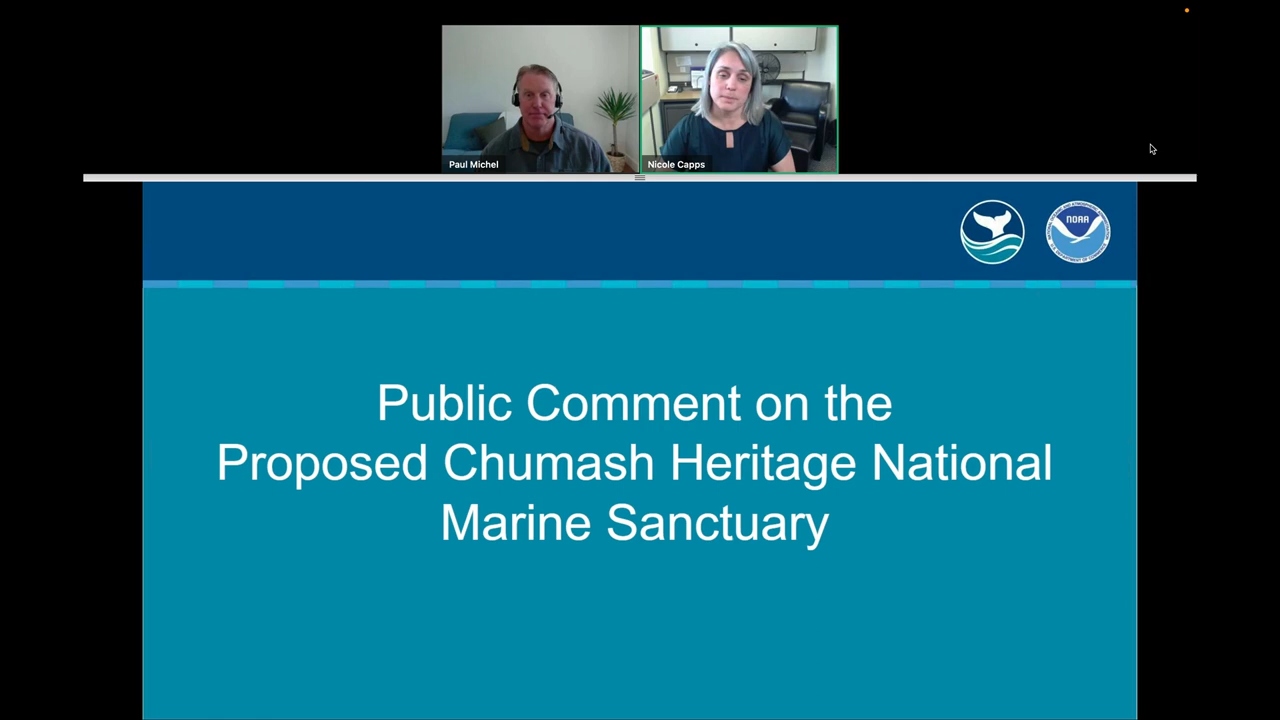 Paul Michel
Nicole Capps
NOAA
Public Comment on the
Proposed Chumash Heritage National
Marine Sanctuary